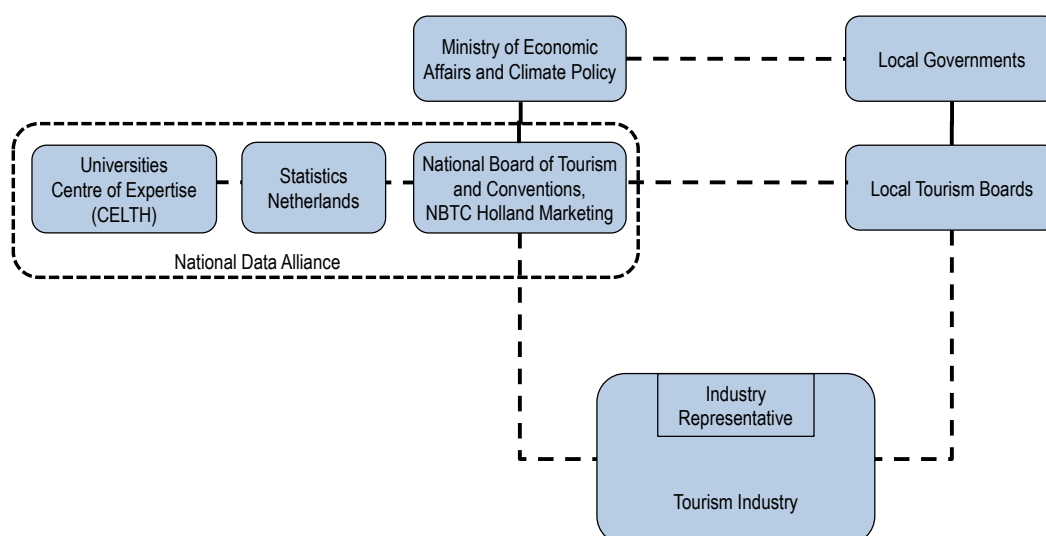 Ministry of Economic
Affairs and Climate Policy
Local Governments
Universities
Centre of Expertise
(CELTH)
Statistics
Netherlands
National Board of Tourism
and Conventions,
NBTC Holland Marketing
Local Tourism Boards
National Data Alliance
Industry
Representative
Tourism Industry